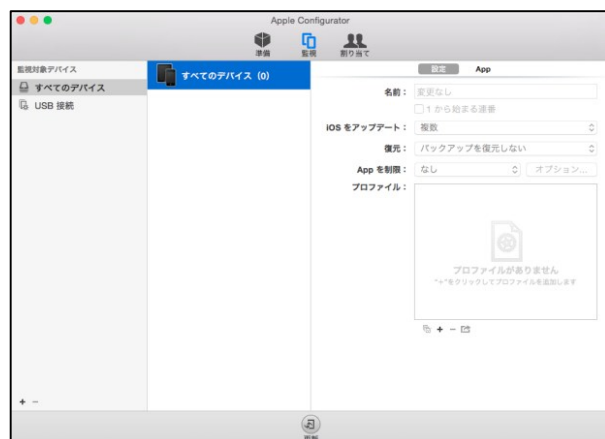 Apple Configurator
準備
監視
割り当て
監視対象デバイス
すべてのデバイス
USB 接続
すべてのデバイス (0)
設定
App
名前：
変更なし
1 から始まる連番
iOS をアップデート：
複数
復元：
バックアップを復元しない
App を制限：
なし
オプション...
プロファイル：
プロファイルがありません
"+"をクリックしてプロファイルを追加します
更新